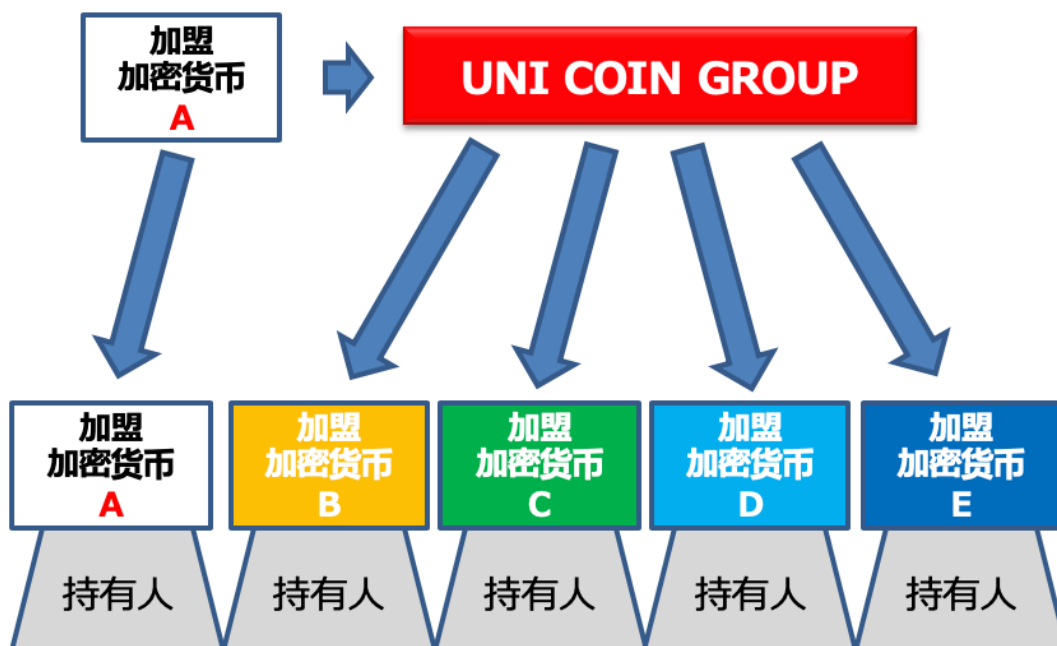 加盟
加密货币
A
UNI COIN GROUP
加盟
加密货币
A
加盟
加密货币
B
加盟
加密货币
C
加盟
加密货币
D
加盟
加密货币
E
持有人
持有人
持有人
持有人
持有人